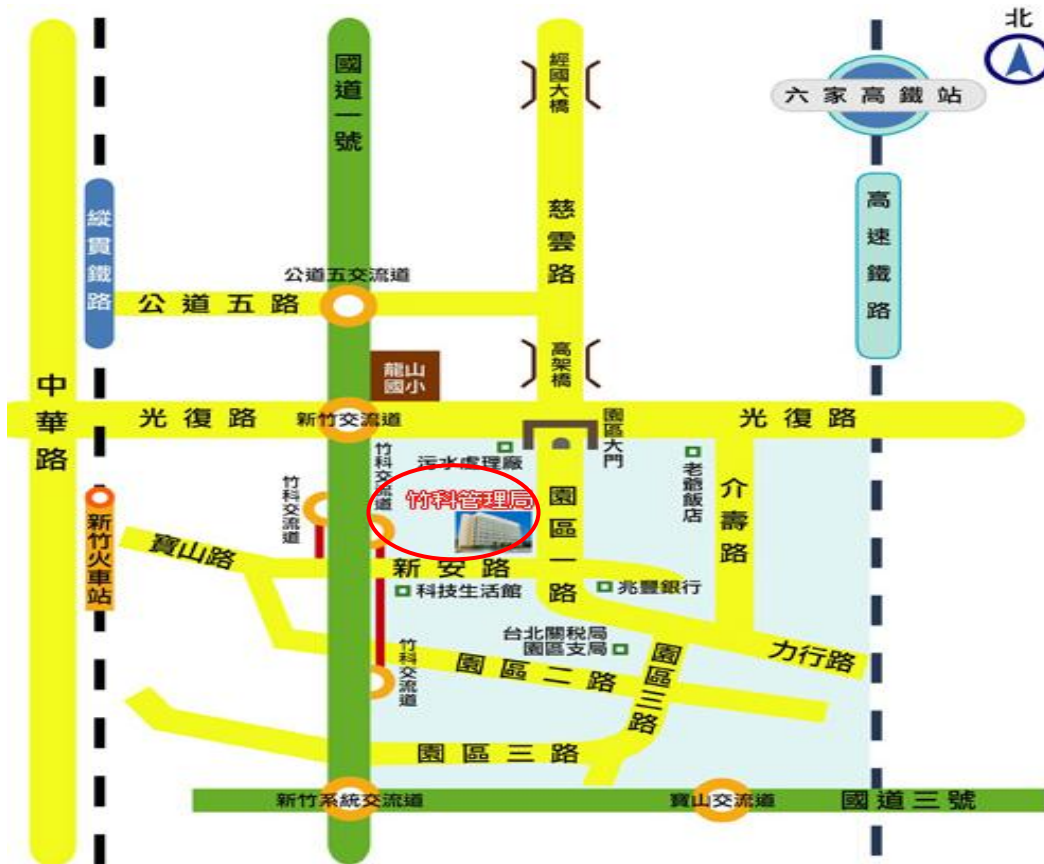 北
國道一號
經國大橋
六家高鐵站
縱貫鐵路
慈雲路
高速鐵路
公道五交流道
公道五路
龍山
國小
高架橋
中華路
光復路
新竹交流道
園區大門
光復路
竹科交流道
污水處理廠
老爺飯店
介壽路
竹科交流道
竹科管理局
園區一路
新竹火車站
寶山路
新安路
科技生活館
兆豐銀行
台北關稅局
園區支局
竹科交流道
園區二路
園區三路
力行路
園區三路
新竹系統交流道
寶山交流道
國道三號